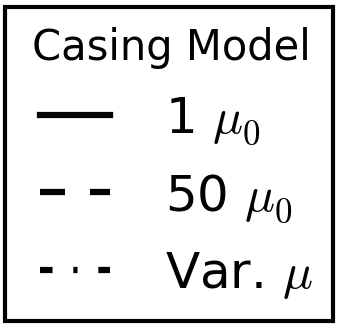 Casing Model
1 μ₀
50 μ₀
Var. μ